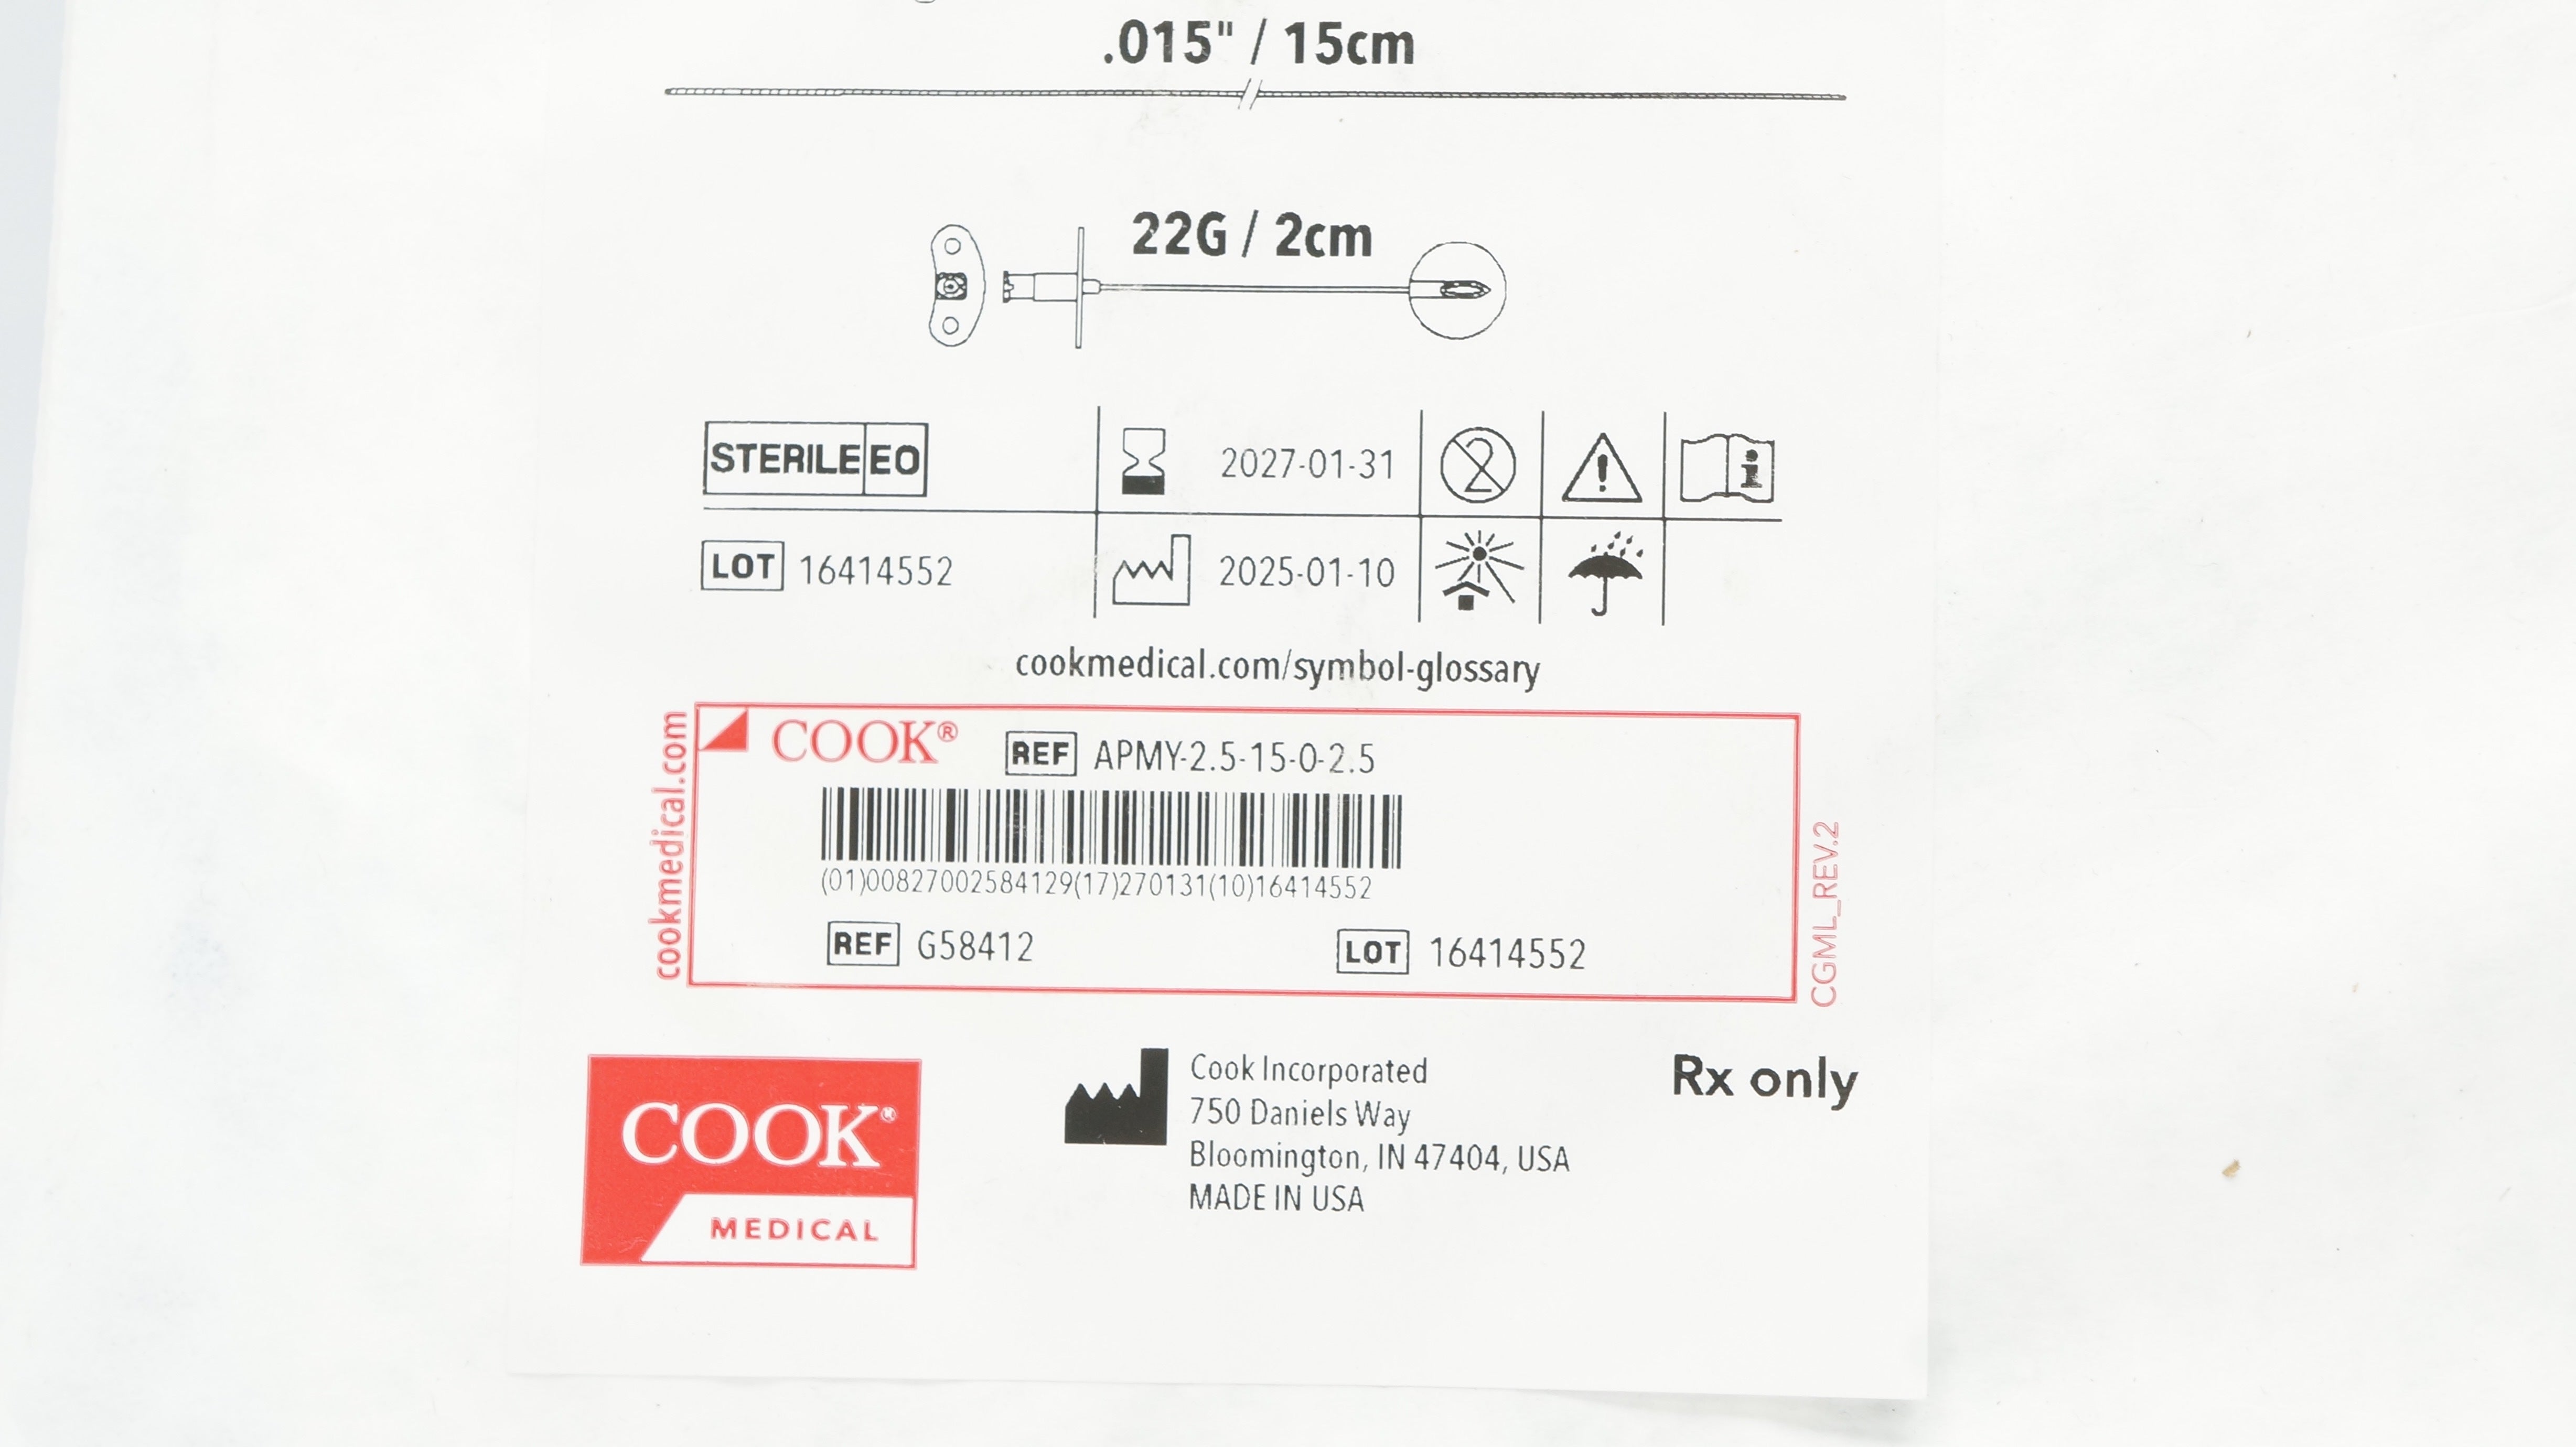 .015" / 15cm
22G / 2cm
STERILE EO
2027-01-31
LOT 16414552
2025-01-10
cookmedical.com/symbol-glossary
cookmedical.com
COOK®
REF APMY-2.5-15-0-2.5
(01)00827002584129(17)270131(10)16414552
REF G58412
LOT 16414552
CGML_REV.2
COOK®
MEDICAL
Cook Incorporated
750 Daniels Way
Bloomington, IN 47404, USA
MADE IN USA
Rx only